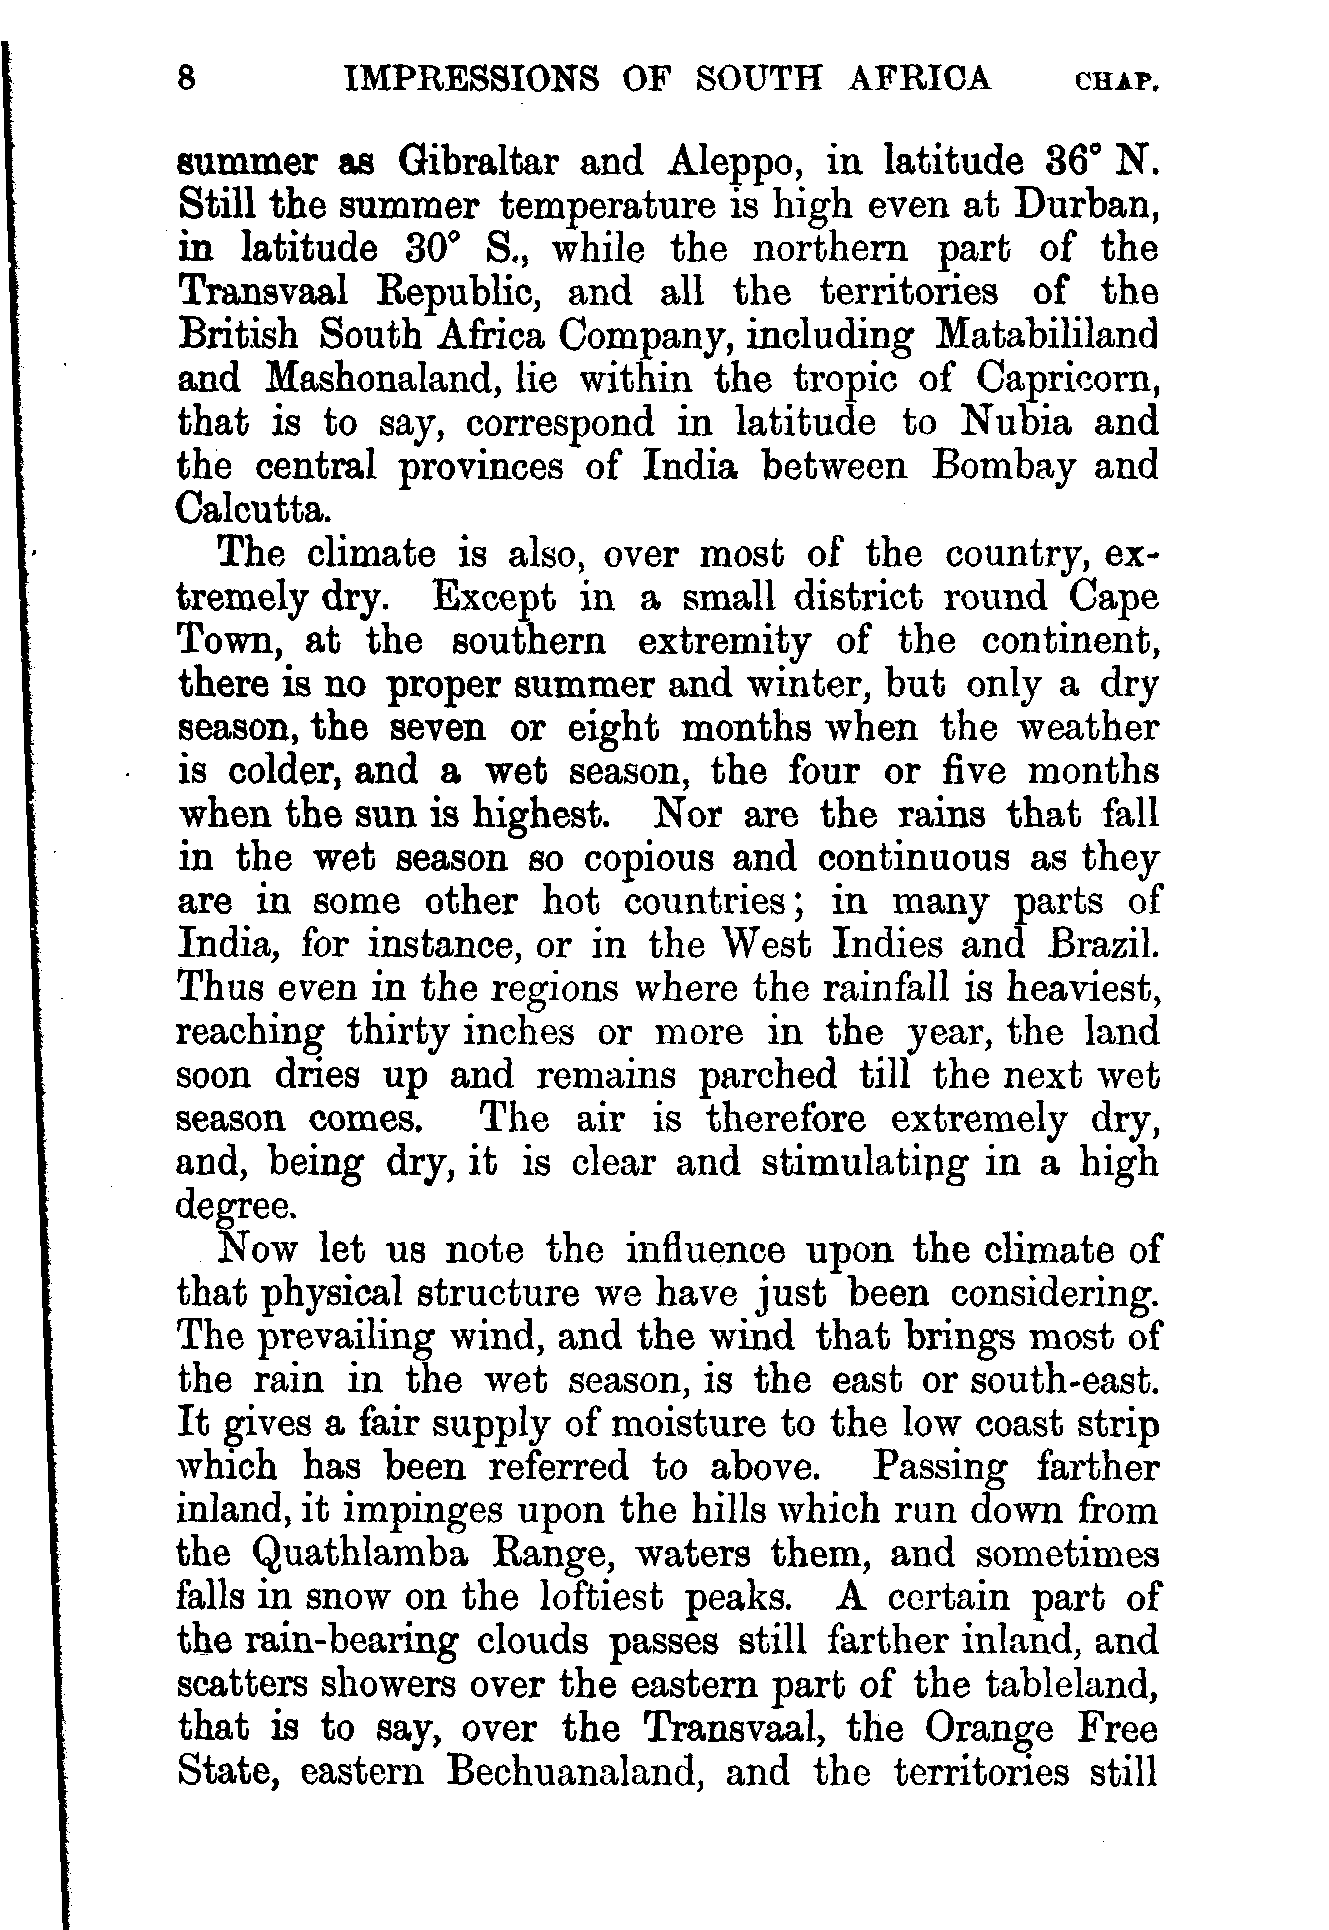 8 IMPRESSIONS OF SOUTH AFRICA CHAP.
summer as Gibraltar and Aleppo, in latitude 36° N.
Still the summer temperature is high even at Durban,
in latitude 30° S., while the northern part of the
Transvaal Republic, and all the territories of the
British South Africa Company, including Matabililand
and Mashonaland, lie within the tropic of Capricorn,
that is to say, correspond in latitude to Nubia and
the central provinces of India between Bombay and
Calcutta.
The climate is also, over most of the country, ex-
tremely dry. Except in a small district round Cape
Town, at the southern extremity of the continent,
there is no proper summer and winter, but only a dry
season, the seven or eight months when the weather
is colder, and a wet season, the four or five months
when the sun is highest. Nor are the rains that fall
in the wet season so copious and continuous as they
are in some other hot countries; in many parts of
India, for instance, or in the West Indies and Brazil.
Thus even in the regions where the rainfall is heaviest,
reaching thirty inches or more in the year, the land
soon dries up and remains parched till the next wet
season comes. The air is therefore extremely dry,
and, being dry, it is clear and stimulating in a high
degree.
Now let us note the influence upon the climate of
that physical structure we have just been considering.
The prevailing wind, and the wind that brings most of
the rain in the wet season, is the east or south-east.
It gives a fair supply of moisture to the low coast strip
which has been referred to above. Passing farther
inland, it impinges upon the hills which run down from
the Quathlamba Range, waters them, and sometimes
falls in snow on the loftiest peaks. A certain part of
the rain-bearing clouds passes still farther inland, and
scatters showers over the eastern part of the tableland,
that is to say, over the Transvaal, the Orange Free
State, eastern Bechuanaland, and the territories still